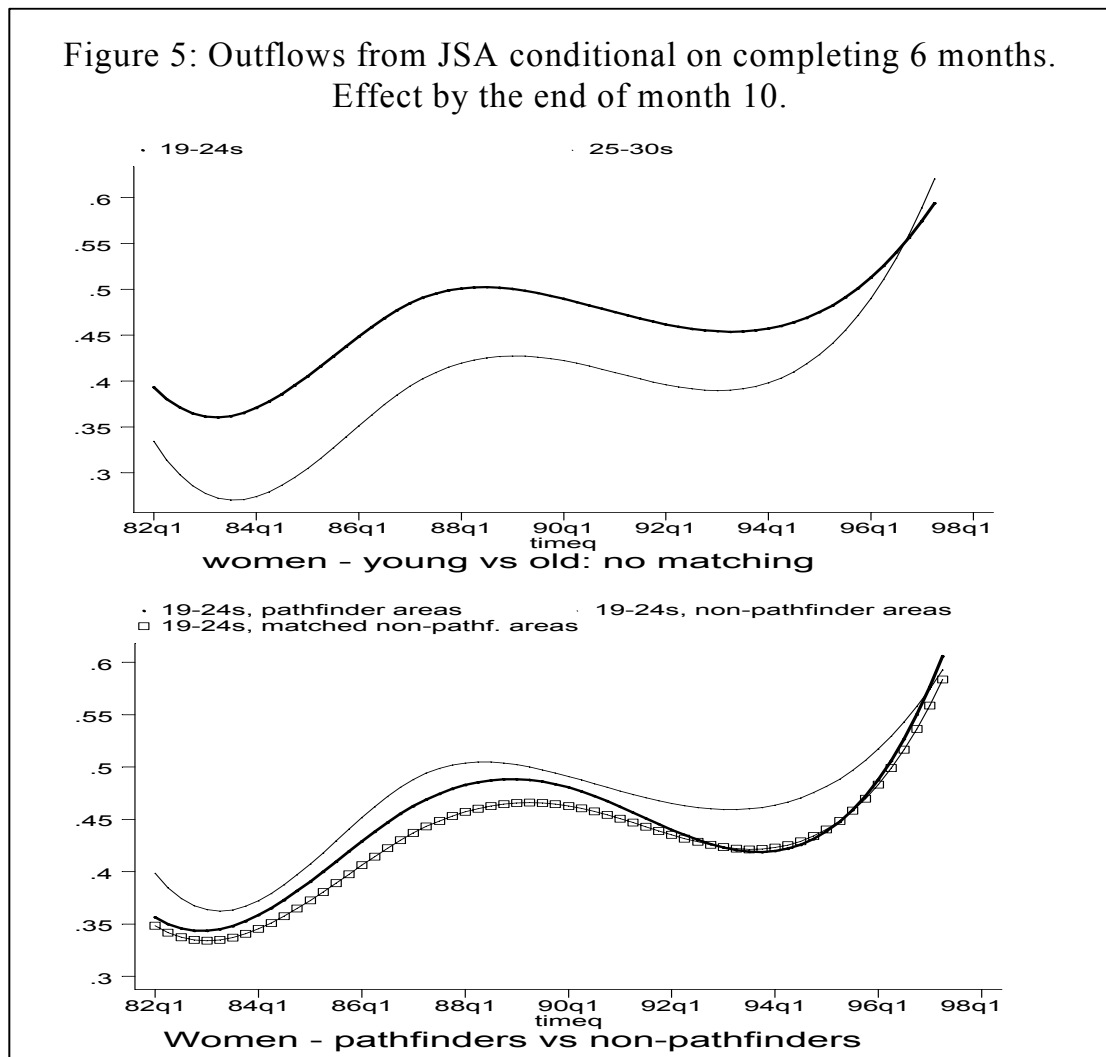 Figure 5: Outflows from JSA conditional on completing 6 months.
Effect by the end of month 10.
19-24s 25-30s
.6
.55
.5
.45
.4
.35
.3
82q1 84q1 86q1 88q1 90q1 92q1 94q1 96q1 98q1
timeq
women - young vs old: no matching
19-24s, pathfinder areas 19-24s, non-pathfinder areas
19-24s, matched non-pathf. areas
.6
.55
.5
.45
.4
.35
.3
82q1 84q1 86q1 88q1 90q1 92q1 94q1 96q1 98q1
timeq
Women - pathfinders vs non-pathfinders